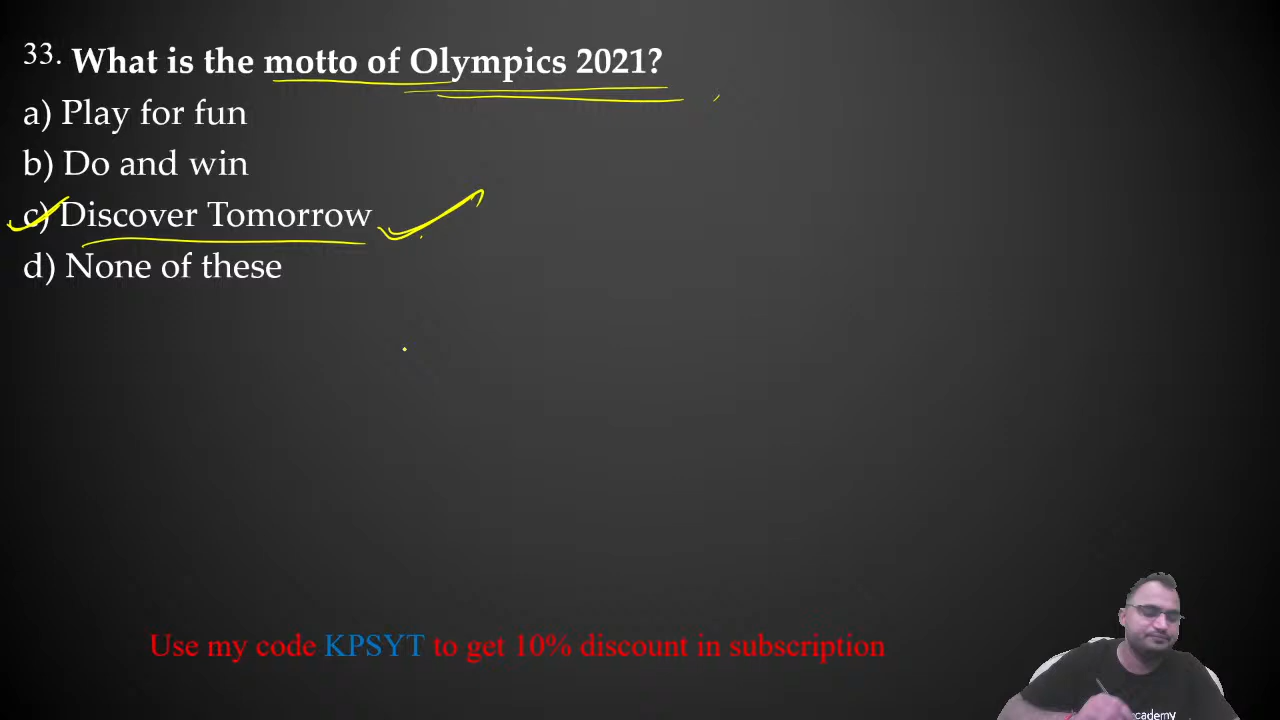 33. What is the motto of Olympics 2021?
a) Play for fun
b) Do and win
c) Discover Tomorrow
d) None of these
Use my code KPSYT to get 10% discount in subscription
academy